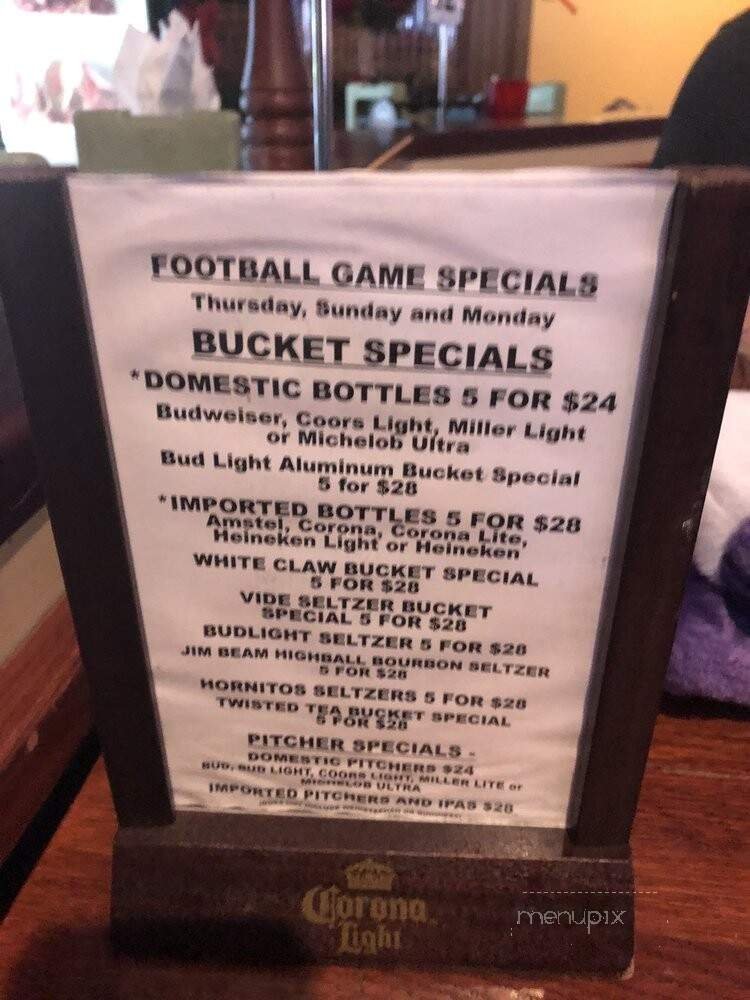 FOOTBALL GAME SPECIALS
Thursday, Sunday and Monday
BUCKET SPECIALS
*DOMESTIC BOTTLES 5 FOR $24
Budweiser, Coors Light, Miller Light
or Michelob Ultra
Bud Light Aluminum Bucket Special
5 for $28
*IMPORTED BOTTLES 5 FOR $28
Amstel, Corona, Corona Lite,
Heineken Light or Heineken
WHITE CLAW BUCKET SPECIAL
5 FOR $28
VIDE SELTZER BUCKET
SPECIAL 5 FOR $28
BUDLIGHT SELTZER 5 FOR $28
JIM BEAM HIGHBALL BOURBON SELTZER
5 FOR $28
HORNITOS SELTZERS 5 FOR $28
TWISTED TEA BUCKET SPECIAL
5 FOR $28
PITCHER SPECIALS -
DOMESTIC PITCHERS $24
BUD, BUD LIGHT, COORS LIGHT, MILLER LITE or
MICHELOB ULTRA
IMPORTED PITCHERS AND IPAS $28
Corona
Light
menupix